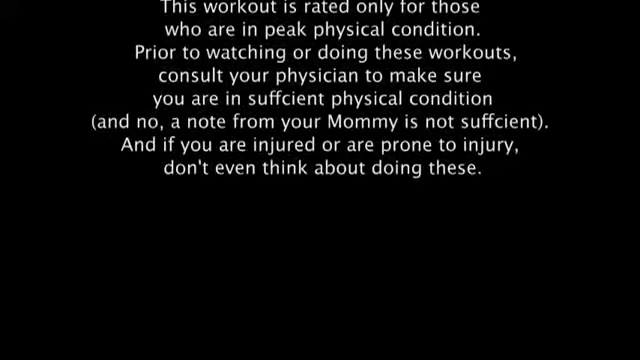 This workout is rated only for those
who are in peak physical condition.
Prior to watching or doing these workouts,
consult your physician to make sure
you are in suffcient physical condition
(and no, a note from your Mommy is not suffcient).
And if you are injured or are prone to injury,
don't even think about doing these.